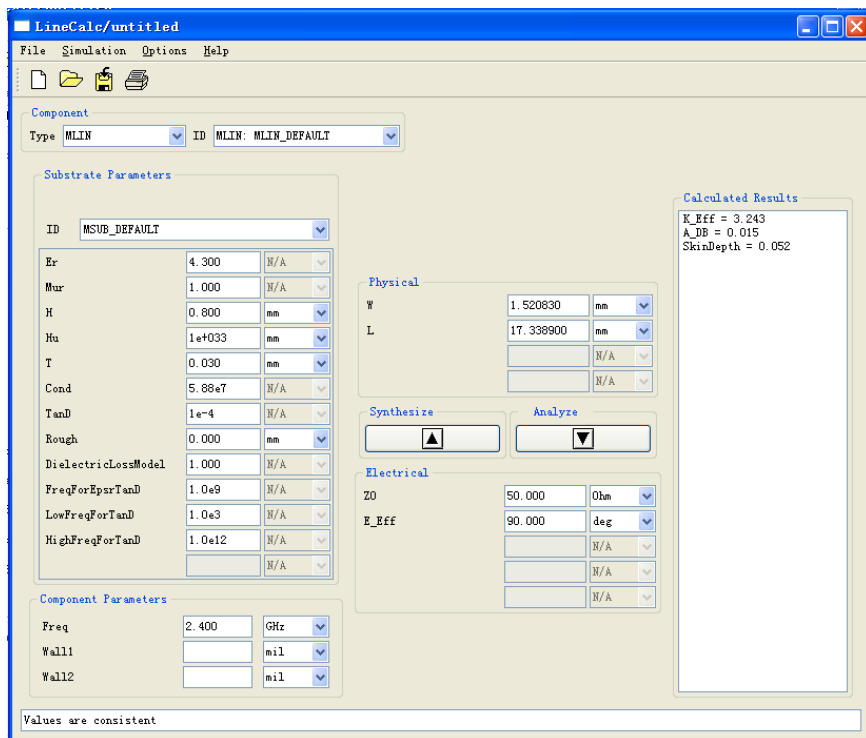 LineCalc/untitled
File Simulation Options Help
Component
Type MLIN ID MLIN: MLIN_DEFAULT
Substrate Parameters
ID MSUB_DEFAULT
Er 4.300 N/A
Mur 1.000 N/A
H 0.800 mm
Hu 1e+033 mm
T 0.030 mm
Cond 5.88e7 N/A
TanD 1e-4 N/A
Rough 0.000 mm
DielectricLossModel 1.000 N/A
FreqForEpsrTanD 1.0e9 N/A
LowFreqForTanD 1.0e3 N/A
HighFreqForTanD 1.0e12 N/A
N/A
Component Parameters
Freq 2.400 GHz
Wall1 mil
Wall2 mil
Physical
W 1.520830 mm
L 17.338900 mm
N/A
N/A
Synthesize Analyze
Electrical
Z0 50.000 Ohm
E_Eff 90.000 deg
N/A
N/A
N/A
Calculated Results
K_Eff = 3.243
A_DB = 0.015
SkinDepth = 0.052
Values are consistent